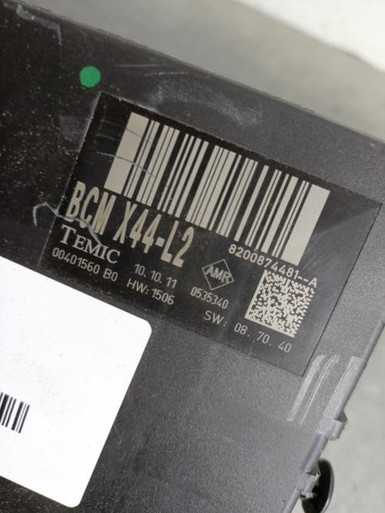 8200874481--A
BCM X44-L2
TEMIC
10.10.11
AMR
00401560 B0
HW:1506
0535340
SW: 08.70.40